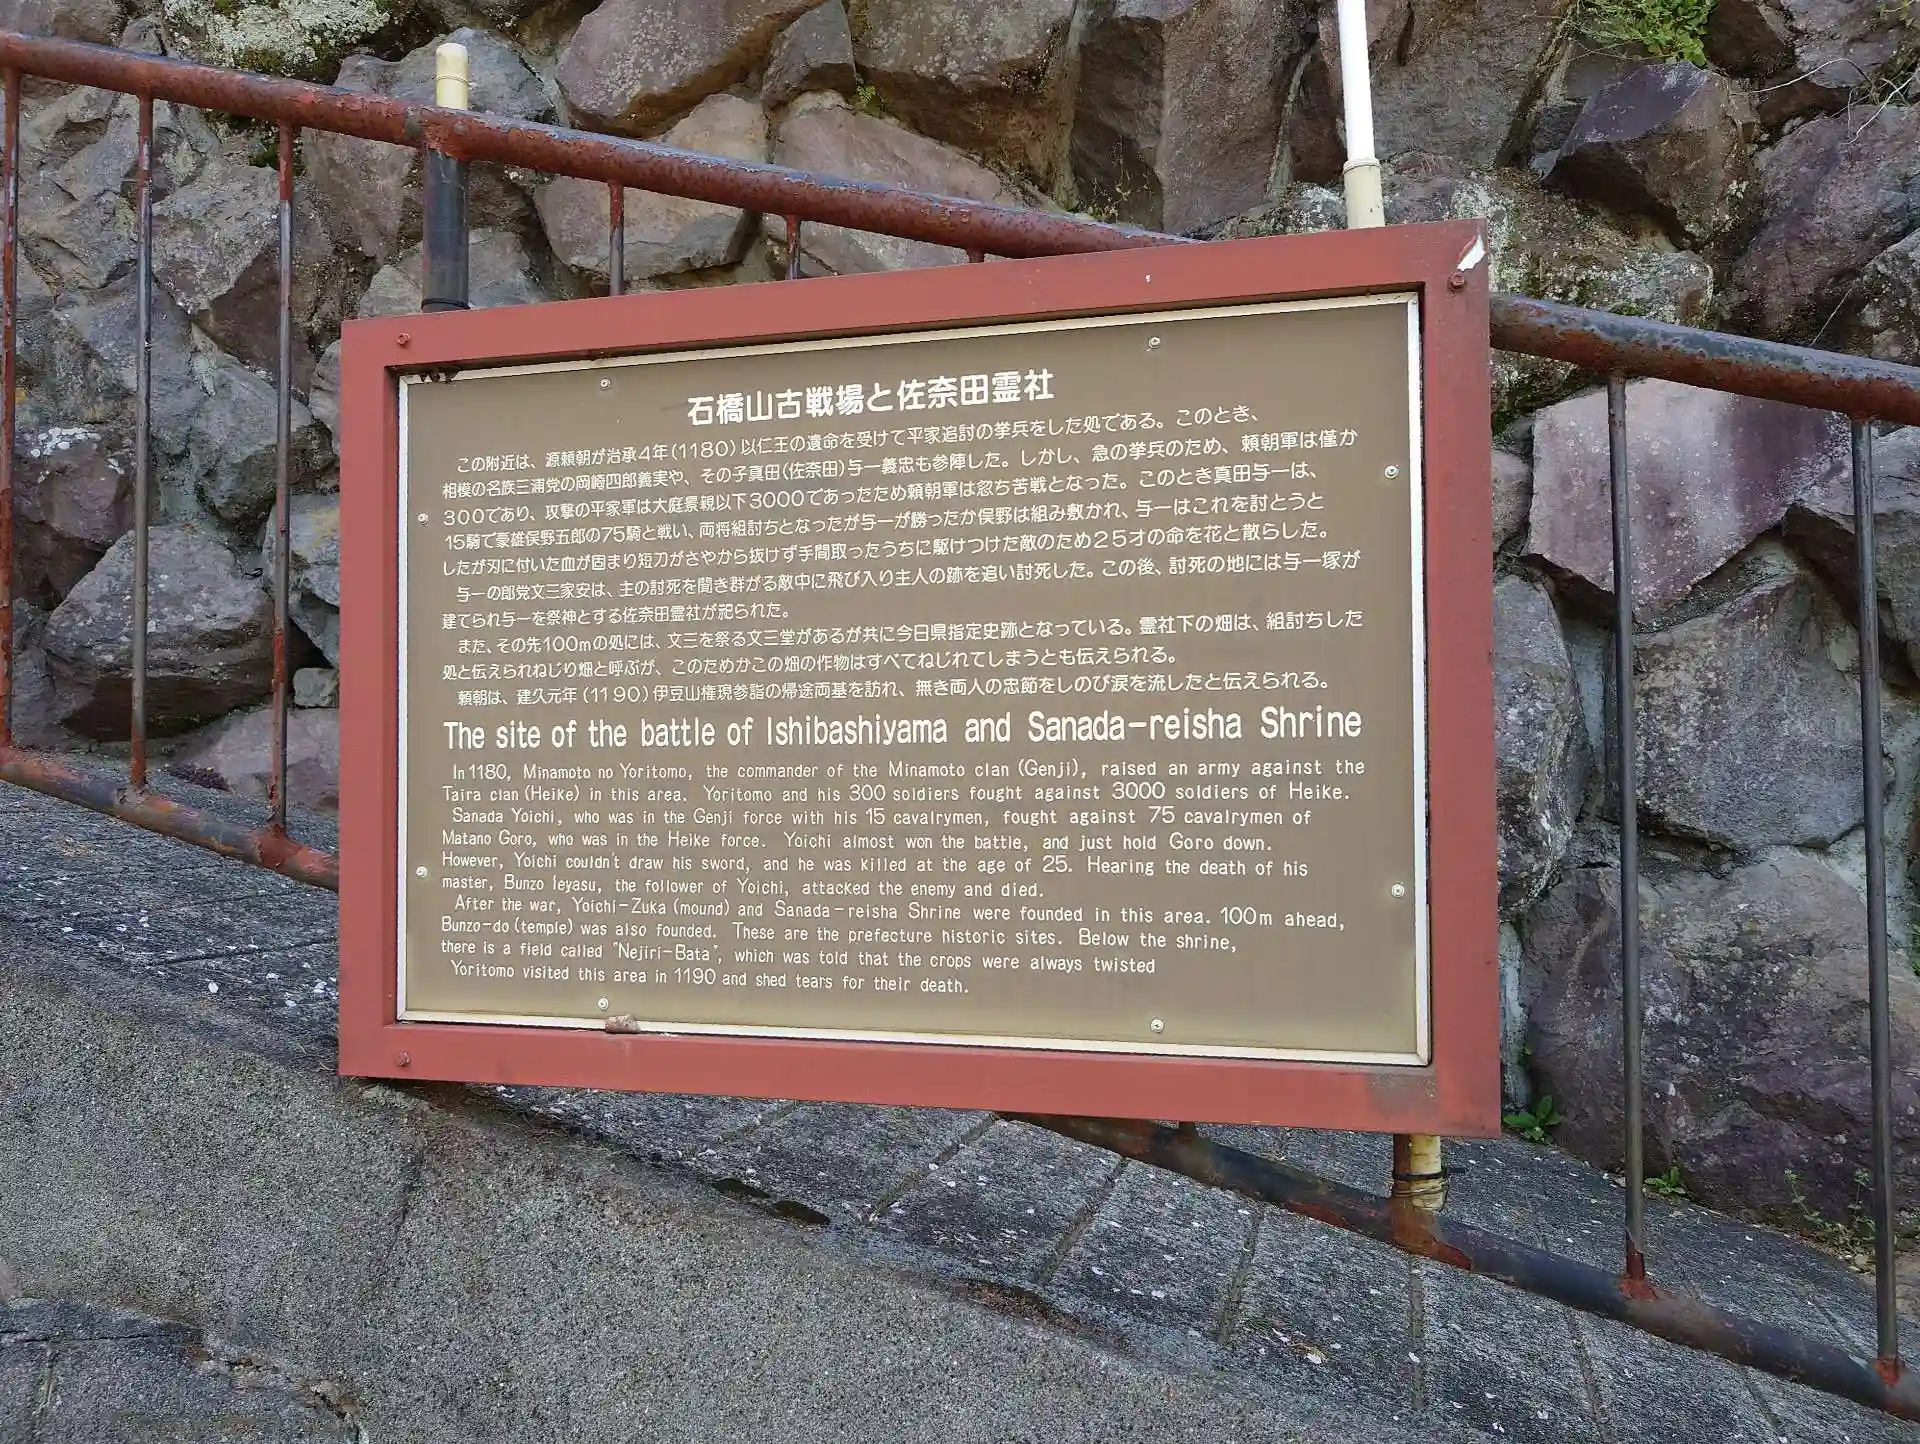 石橋山古戦場と佐奈田霊社
この附近は、源頼朝が治承4年(1180)以仁王の遺命を受けて平家追討の挙兵をした処である。このとき、
相模の名族三浦党の岡崎四郎義実や、その子真田(佐奈田)与一義忠も参陣した。しかし、急の挙兵のため、頼朝軍は僅か
300であり、攻撃の平家軍は大庭景親以下3000であったため頼朝軍は忽ち苦戦となった。このとき真田与一は、
15騎で豪雄俣野五郎の75騎と戦い、両将組討ちとなったが与一が勝ったか俣野は組み敷かれ、与一はこれを討とうと
したが刃に付いた血が固まり短刀がさやから抜けず手間取ったうちに駆けつけた敵のため25才の命を花と散らした。
与一の郎党文三家安は、主の討死を聞き群がる敵中に飛び入り主人の跡を追い討死した。この後、討死の地には与一塚が
建てられ与一を祭神とする佐奈田霊社が祀られた。
また、その先100mの処には、文三を祭る文三堂があるが共に今日県指定史跡となっている。霊社下の畑は、組討ちした
処と伝えられねじり畑と呼ぶが、このためかこの畑の作物はすべてねじれてしまうとも伝えられる。
頼朝は、建久元年(1190)伊豆山権現参詣の帰途両基を訪れ、無き両人の忠節をしのび涙を流したと伝えられる。
The site of the battle of Ishibashiyama and Sanada-reisha Shrine
In 1180, Minamoto no Yoritomo, the commander of the Minamoto clan (Genji), raised an army against the
Taira clan (Heike) in this area. Yoritomo and his 300 soldiers fought against 3000 soldiers of Heike.
Sanada Yoichi, who was in the Genji force with his 15 cavalrymen, fought against 75 cavalrymen of
Matano Goro, who was in the Heike force. Yoichi almost won the battle, and just hold Goro down.
However, Yoichi couldn't draw his sword, and he was killed at the age of 25. Hearing the death of his
master, Bunzo Ieyasu, the follower of Yoichi, attacked the enemy and died.
After the war, Yoichi-Zuka (mound) and Sanada-reisha Shrine were founded in this area. 100m ahead,
Bunzo-do (temple) was also founded. These are the prefecture historic sites. Below the shrine,
there is a field called "Nejiri-Bata", which was told that the crops were always twisted
Yoritomo visited this area in 1190 and shed tears for their death.